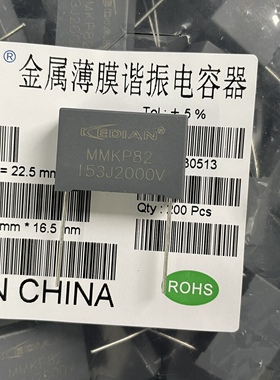 ®
金属薄膜谐振电容器
Tol : ± 5 %
KEDIAN®
MMKP82
153J2000V
30513
= 22.5 mm
Qty : 200 Pcs
mm * 16.5 mm
N CHINA
ROHS